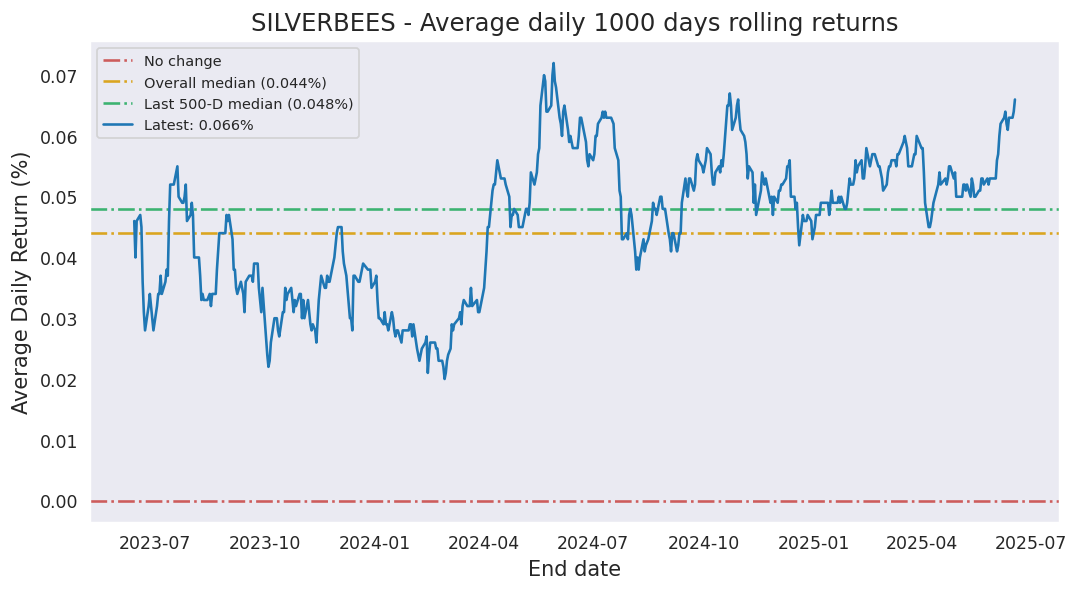 SILVERBEES - Average daily 1000 days rolling returns
No change
Overall median (0.044%)
Last 500-D median (0.048%)
Latest: 0.066%
Average Daily Return (%)
0.07
0.06
0.05
0.04
0.03
0.02
0.01
0.00
2023-07 2023-10 2024-01 2024-04 2024-07 2024-10 2025-01 2025-04 2025-07
End date